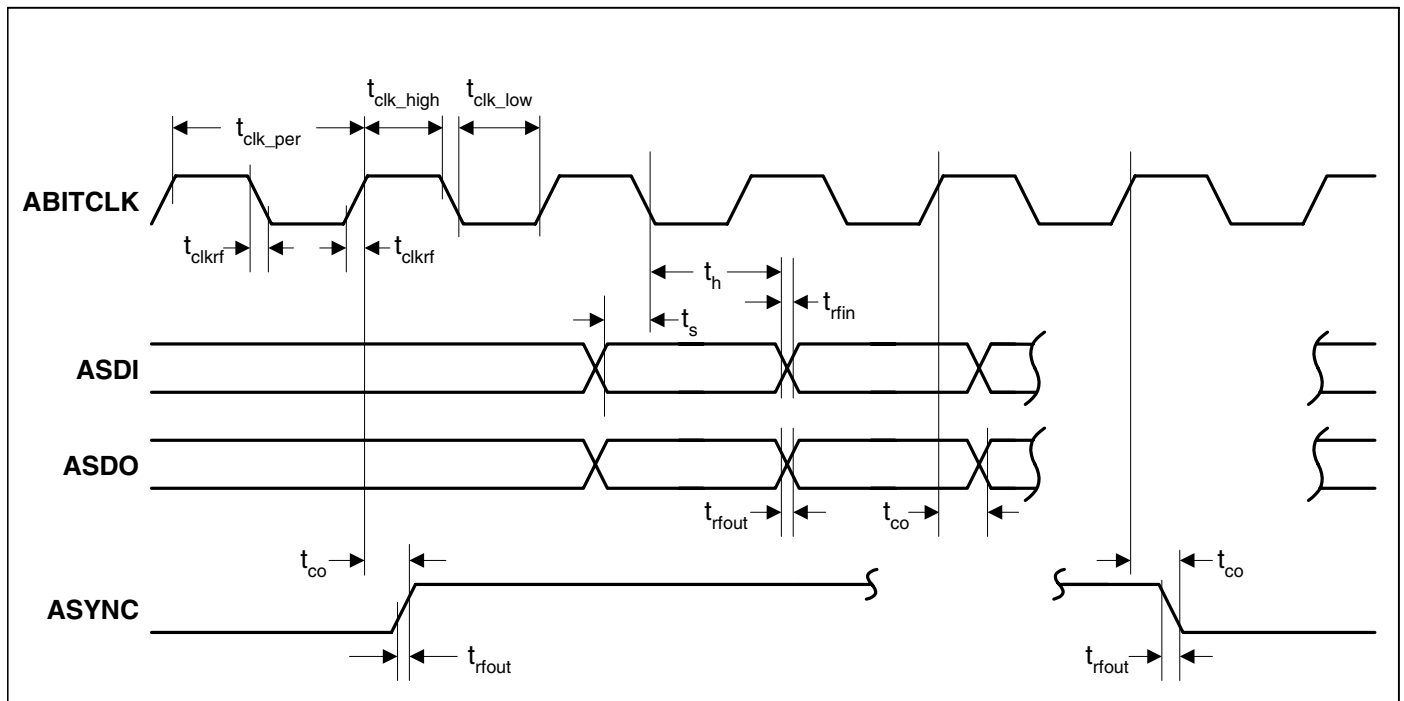 t_clk_high t_clk_low
t_clk_per
ABITCLK
t_clkrf t_clkrf
t_h
t_rfin
t_s
ASDI
ASDO
t_rfout t_co
t_co t_co
ASYNC
t_rfout t_rfout